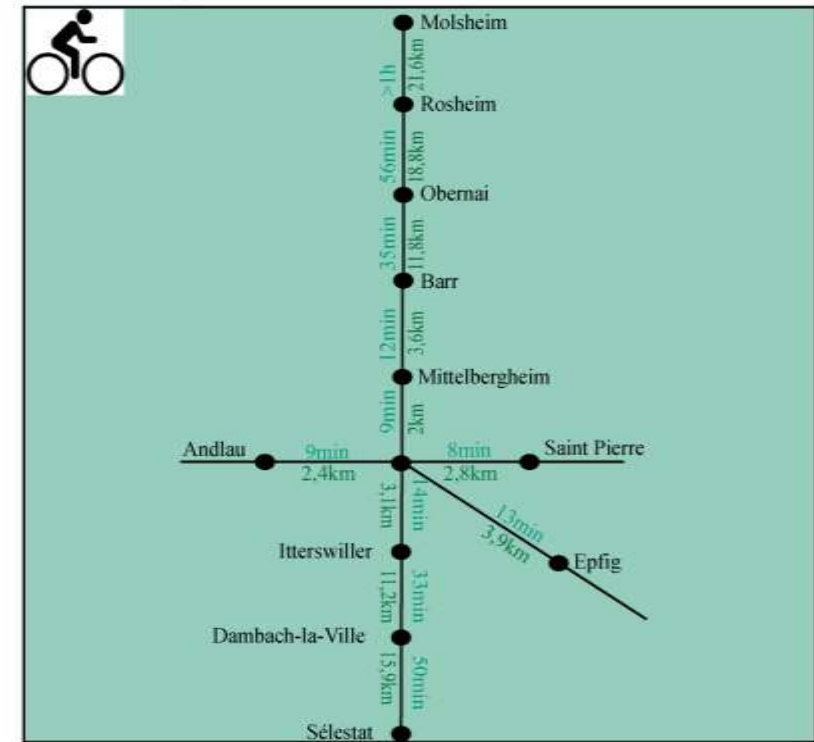 Molsheim
>1h
21,6km
Rosheim
56min
18,8km
Obernai
35min
11,8km
Barr
12min
3,6km
Mittelbergheim
9min
2km
Andlau
9min
2,4km
8min
2,8km
Saint Pierre
3,1km
14min
13min
3,9km
Epfig
Itterswiller
11,2km
33min
Dambach-la-Ville
15,9km
50min
Sélestat